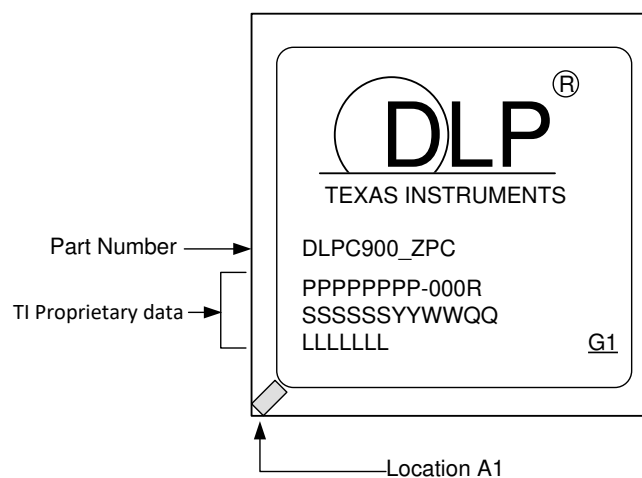 DLP®
TEXAS INSTRUMENTS
Part Number
DLPC900_ZPC
TI Proprietary data
PPPPPPPP-000R
SSSSSSYYWWQQ
LLLLLLL
G1
Location A1